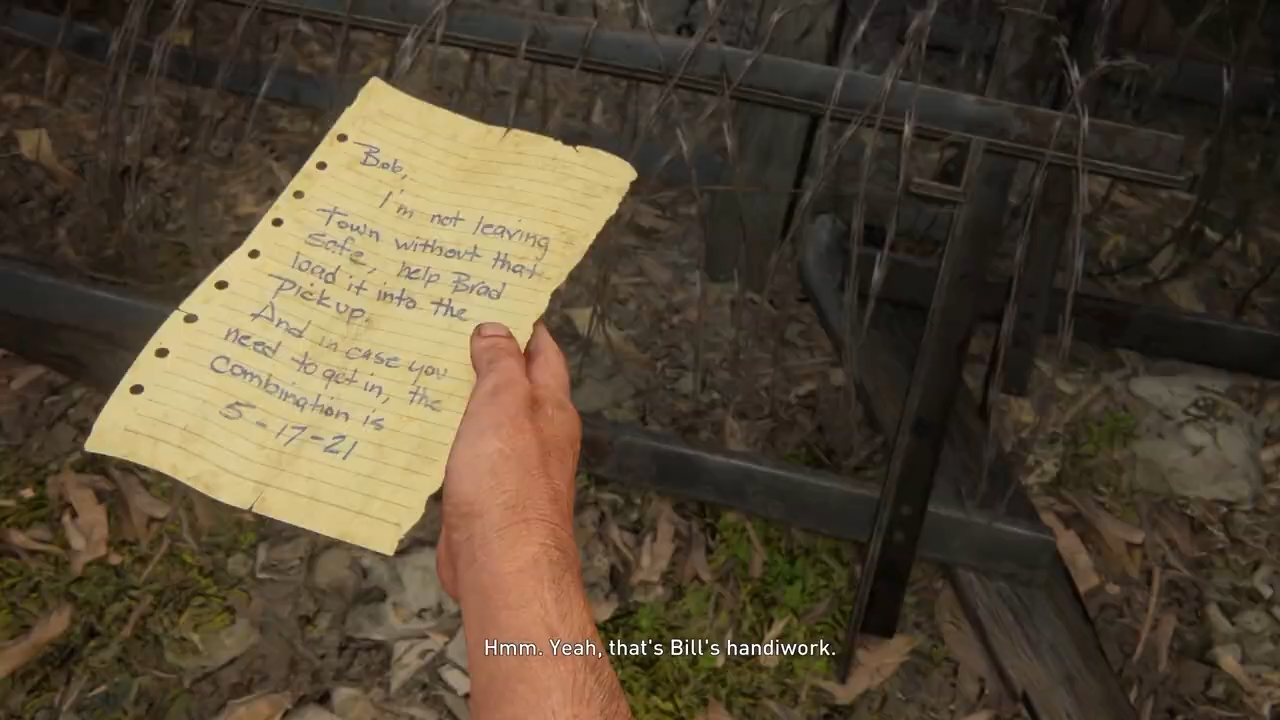 Bob,
I'm not leaving
Town without that
safe, help Brad
load it into the
Pickup.
And in case you
need to get in, the
Combination is
5-17-21
Hmm. Yeah, that's Bill's handiwork.